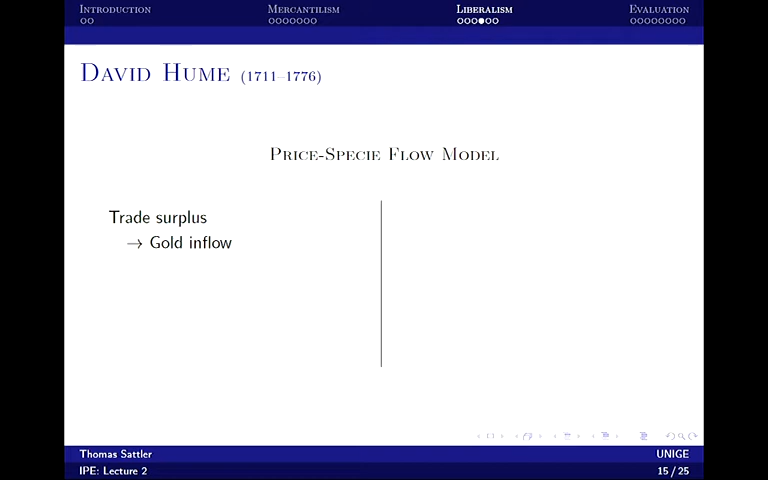 Introduction
Mercantilism
Liberalism
Evaluation
David Hume (1711–1776)
Price-Specie Flow Model
Trade surplus
→ Gold inflow
Thomas Sattler
UNIGE
IPE: Lecture 2
15 / 25